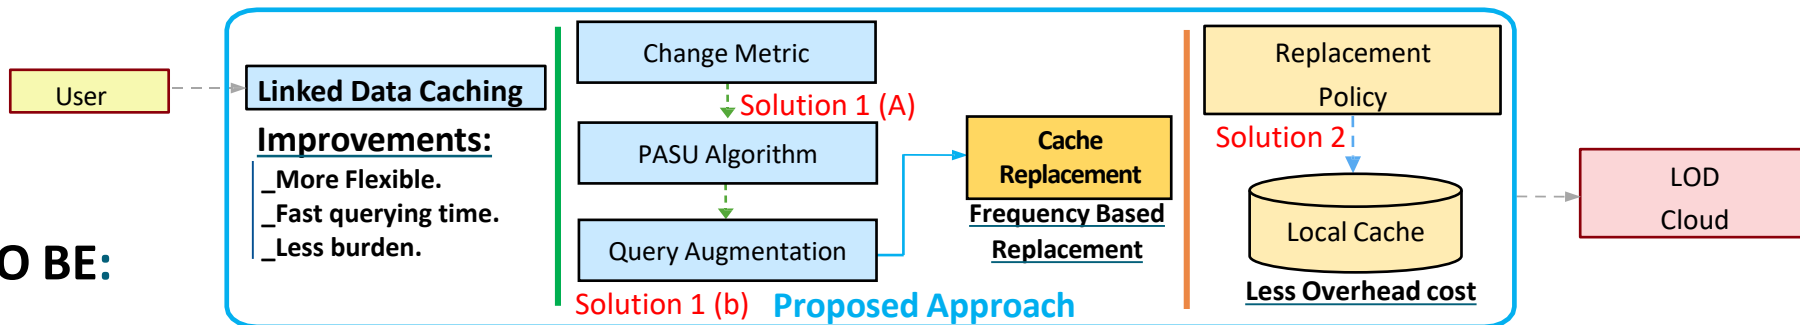 User
Linked Data Caching
Improvements:
_More Flexible.
_Fast querying time.
_Less burden.
O BE:
Change Metric
Solution 1 (A)
PASU Algorithm
Query Augmentation
Solution 1 (b)
Proposed Approach
Cache
Replacement
Frequency Based
Replacement
Replacement
Policy
Solution 2
Local Cache
Less Overhead cost
LOD
Cloud